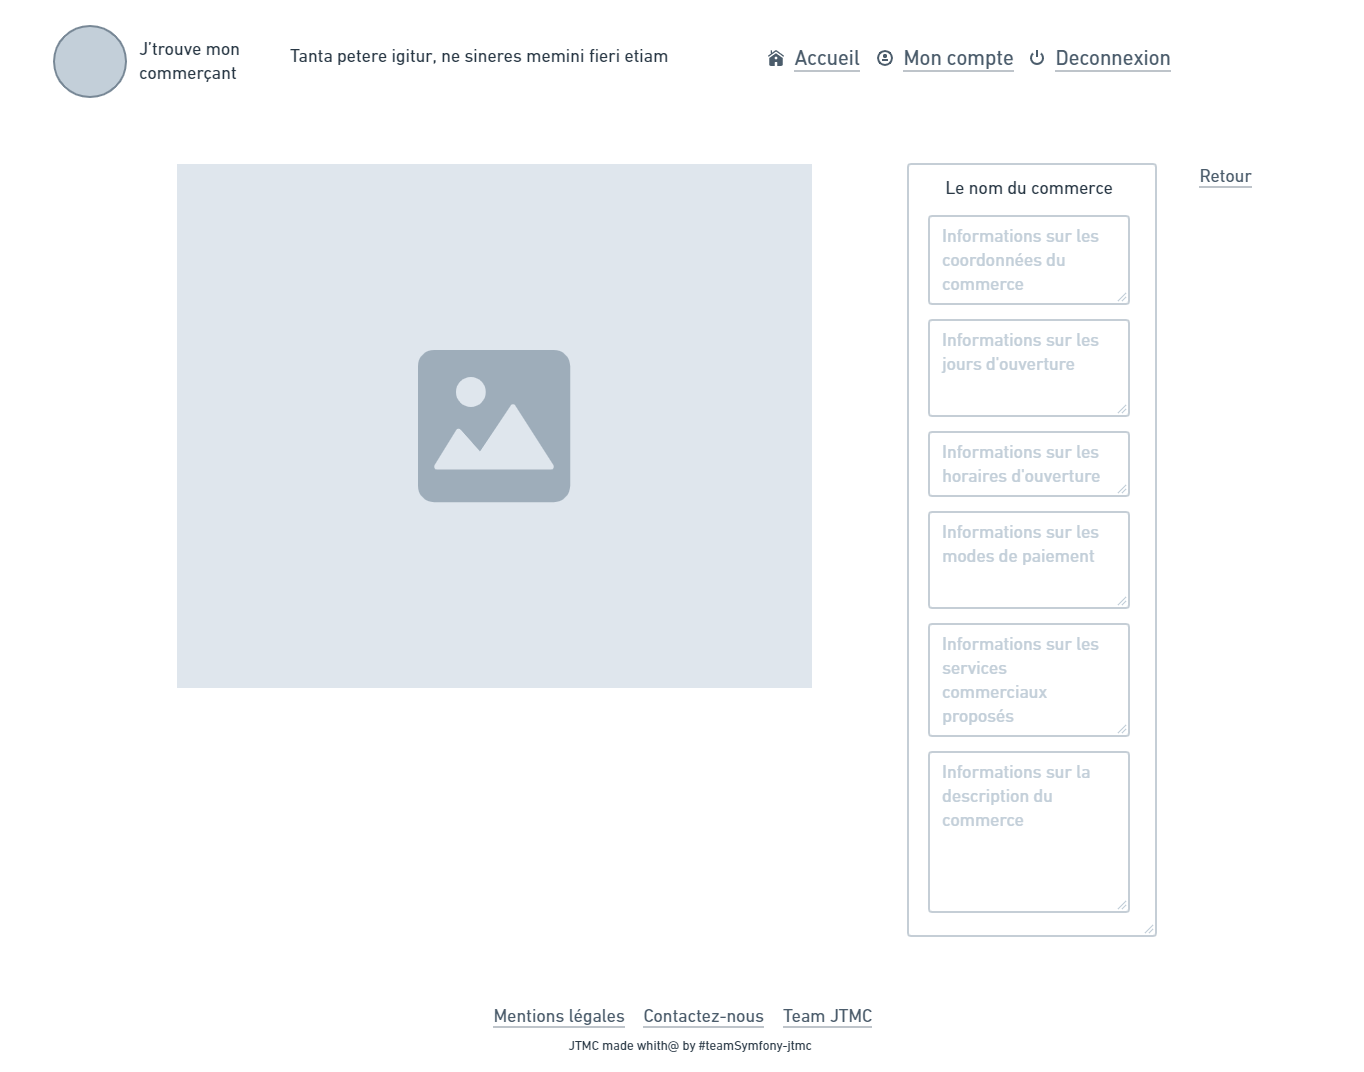 J'trouve mon
commerçant
Tanta petere igitur, ne sineres memini fieri etiam
Accueil
Mon compte
Deconnexion
Retour
Le nom du commerce
Informations sur les
coordonnées du
commerce
Informations sur les
jours d'ouverture
Informations sur les
horaires d'ouverture
Informations sur les
modes de paiement
Informations sur les
services
commerciaux
proposés
Informations sur la
description du
commerce
Mentions légales
Contactez-nous
Team JTMC
JTMC made whith@ by #teamSymfony-jtmc